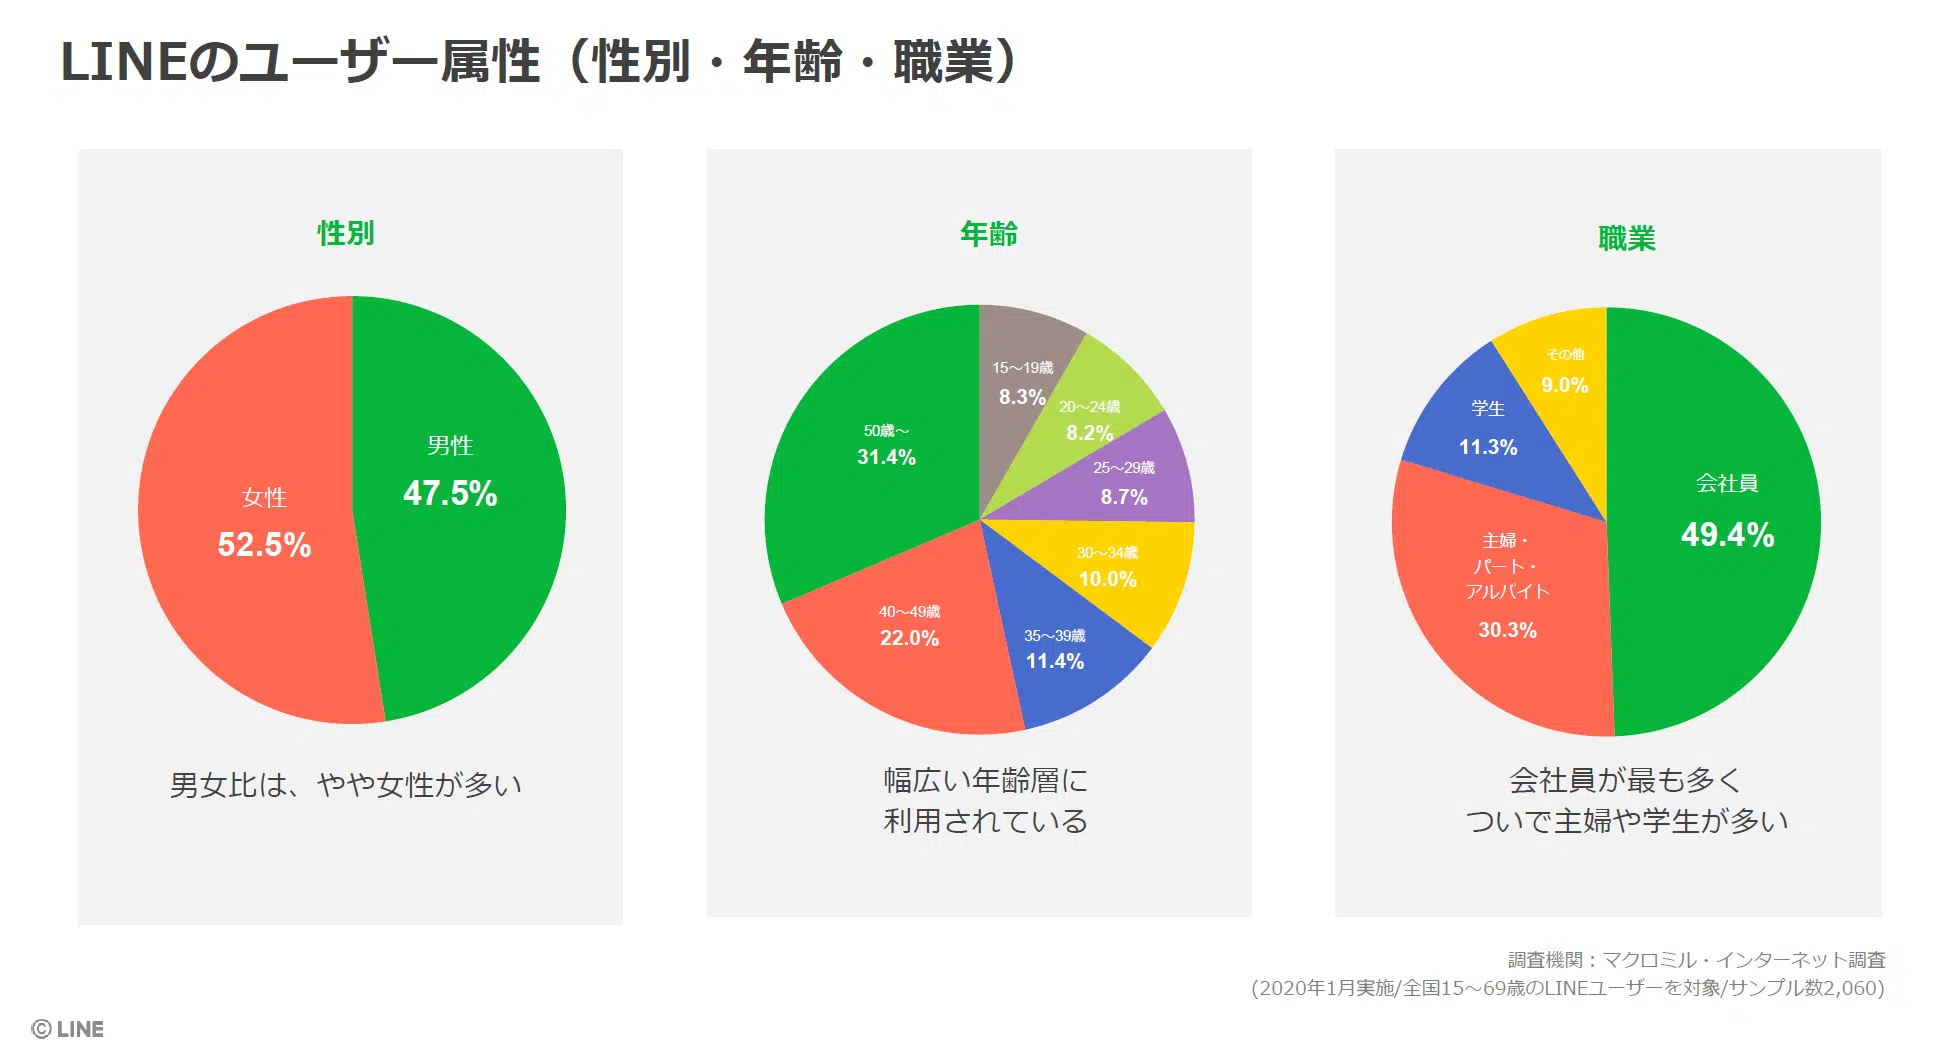 LINEのユーザー属性（性別・年齢・職業）
性別
男性
47.5%
女性
52.5%
男女比は、やや女性が多い
年齢
15〜19歳
8.3%
20〜24歳
8.2%
25〜29歳
8.7%
30〜34歳
10.0%
35〜39歳
11.4%
40〜49歳
22.0%
50歳〜
31.4%
幅広い年齢層に
利用されている
職業
会社員
49.4%
主婦・
パート・
アルバイト
30.3%
学生
11.3%
その他
9.0%
会社員が最も多く
ついで主婦や学生が多い
調査機関：マクロミル・インターネット調査
(2020年1月実施/全国15〜69歳のLINEユーザーを対象/サンプル数2,060)
© LINE